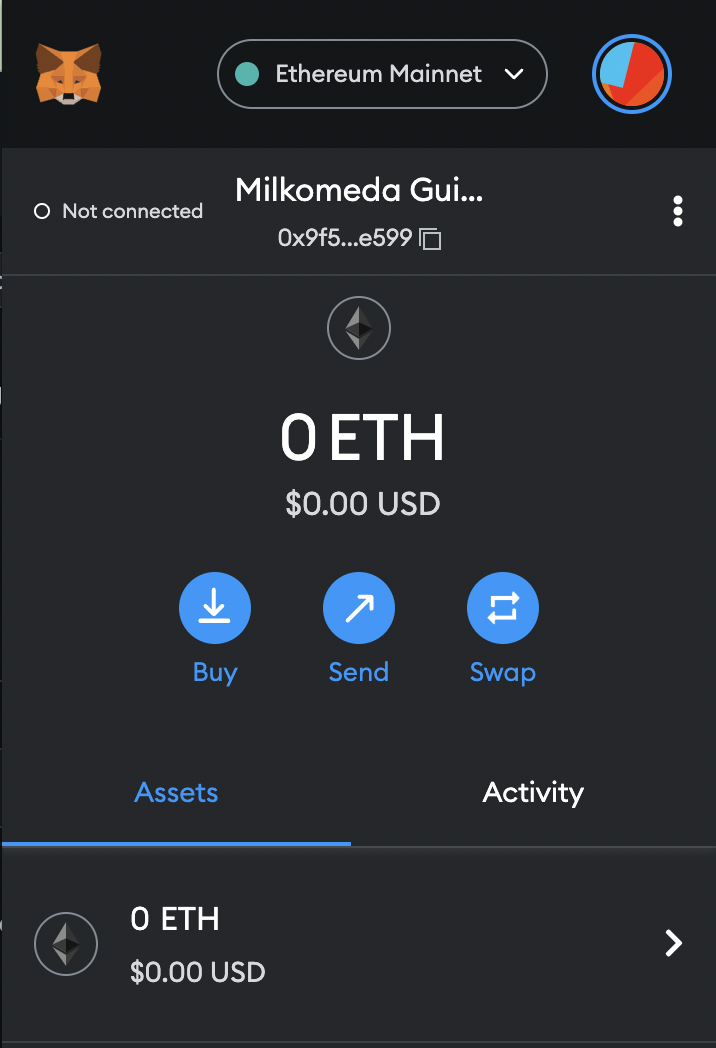 Ethereum Mainnet
Not connected
Milkomeda Gui...
0x9f5...e599
0 ETH
$0.00 USD
Buy
Send
Swap
Assets
Activity
0 ETH
$0.00 USD